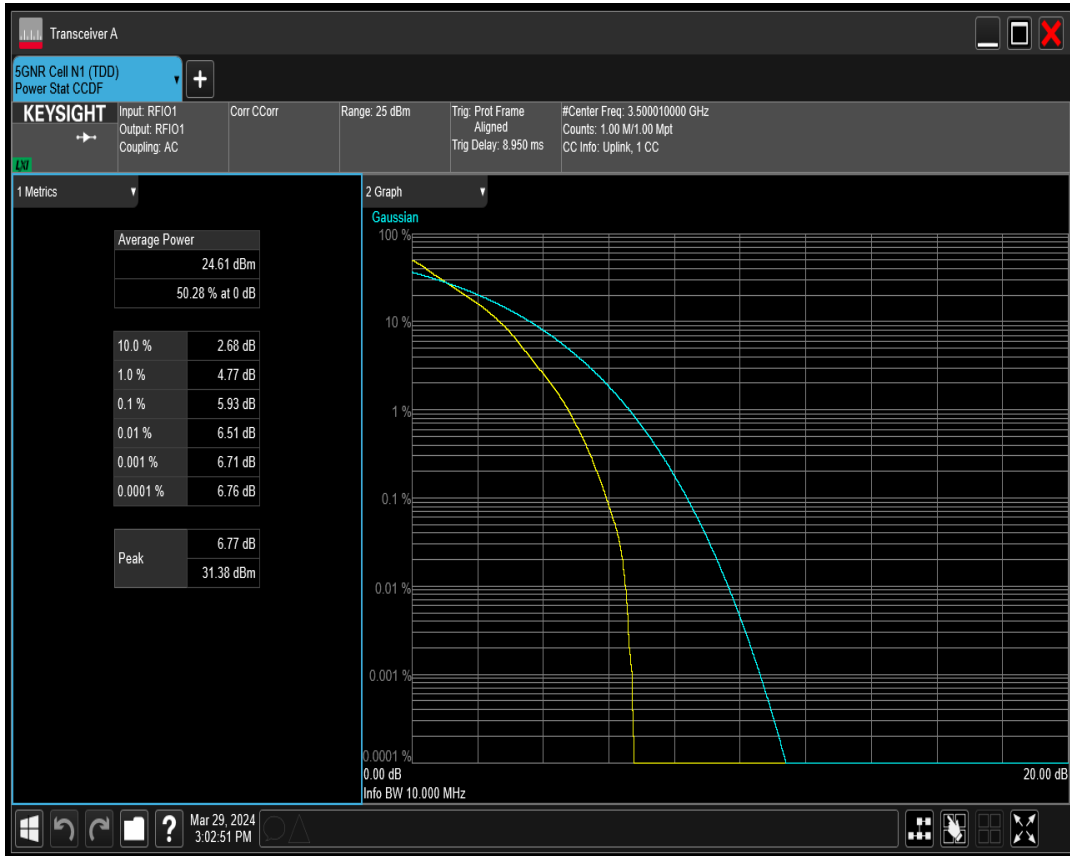 Transceiver A
5GNR Cell N1 (TDD)
Power Stat CCDF
+
KEYSIGHT
LXI
Input: RFIO1
Output: RFIO1
Coupling: AC
Corr CCorr
Range: 25 dBm
Trig: Prot Frame
Aligned
Trig Delay: 8.950 ms
#Center Freq: 3.500010000 GHz
Counts: 1.00 M/1.00 Mpt
CC Info: Uplink, 1 CC
1 Metrics
Average Power
24.61 dBm
50.28 % at 0 dB
10.0 % 2.68 dB
1.0 % 4.77 dB
0.1 % 5.93 dB
0.01 % 6.51 dB
0.001 % 6.71 dB
0.0001 % 6.76 dB
Peak 6.77 dB
31.38 dBm
2 Graph
Gaussian
100 %
10 %
1 %
0.1 %
0.01 %
0.001 %
0.0001 %
0.00 dB 20.00 dB
Info BW 10.000 MHz
?
Mar 29, 2024
3:02:51 PM